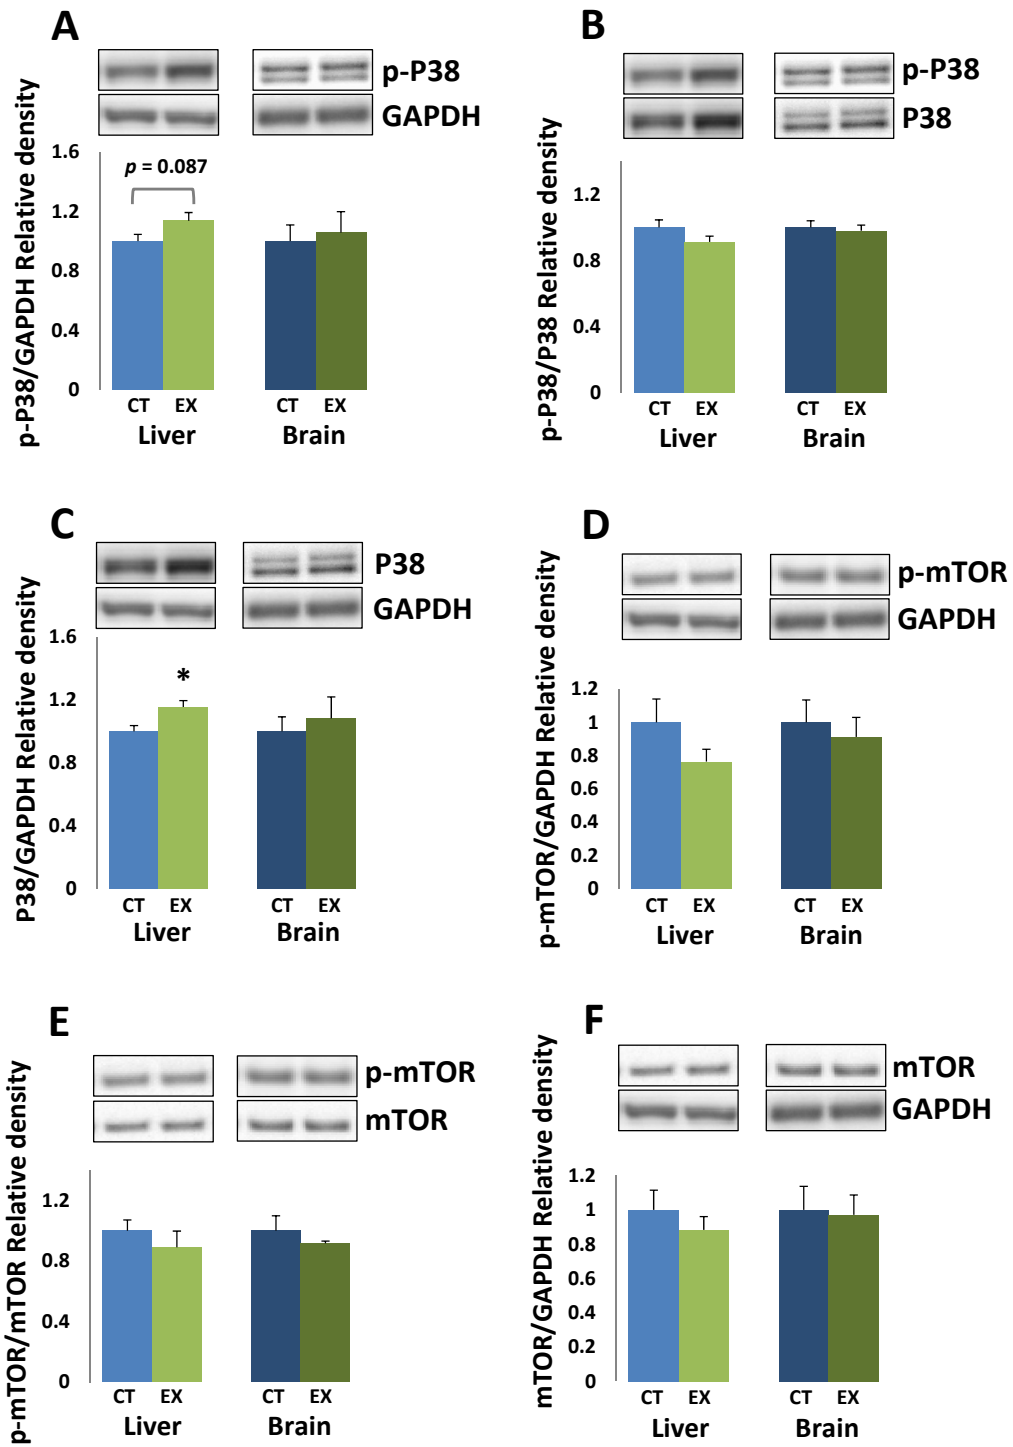 A
p-P38
GAPDH
p-P38/GAPDH Relative density
1.6
1.2
0.8
0.4
0
p = 0.087
CT EX CT EX
Liver Brain
B
p-P38
P38
p-P38/P38 Relative density
1.2
0.8
0.4
0
CT EX CT EX
Liver Brain
C
P38
GAPDH
P38/GAPDH Relative density
1.6
1.2
0.8
0.4
0
*
CT EX CT EX
Liver Brain
D
p-mTOR
GAPDH
p-mTOR/GAPDH Relative density
1.2
1
0.8
0.6
0.4
0.2
0
CT EX CT EX
Liver Brain
E
p-mTOR
mTOR
p-mTOR/mTOR Relative density
1.2
0.8
0.4
0
CT EX CT EX
Liver Brain
F
mTOR
GAPDH
mTOR/GAPDH Relative density
1.2
1
0.8
0.6
0.4
0.2
0
CT EX CT EX
Liver Brain